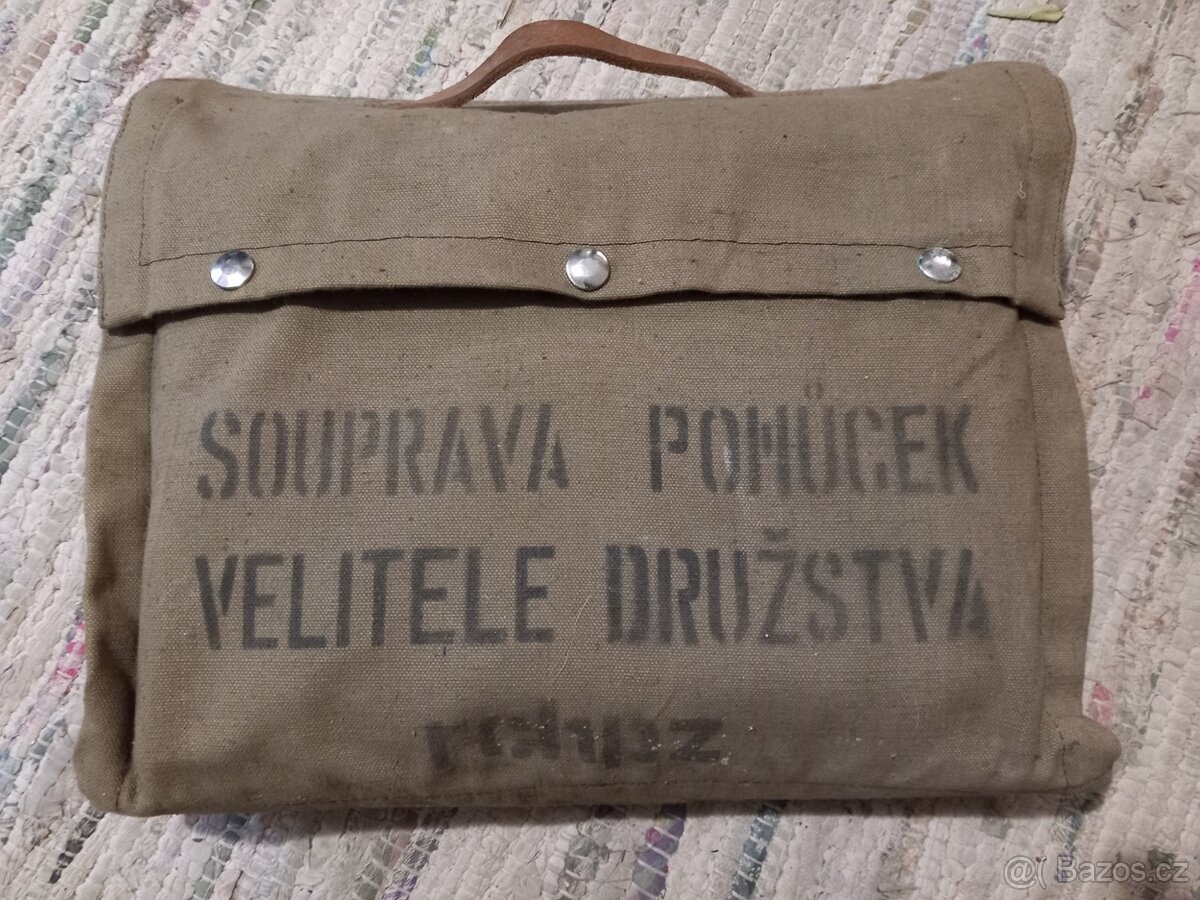 SOUPRAVA POMŮCEK
VELITELE DRUŽSTVA
@( Bazos.cz